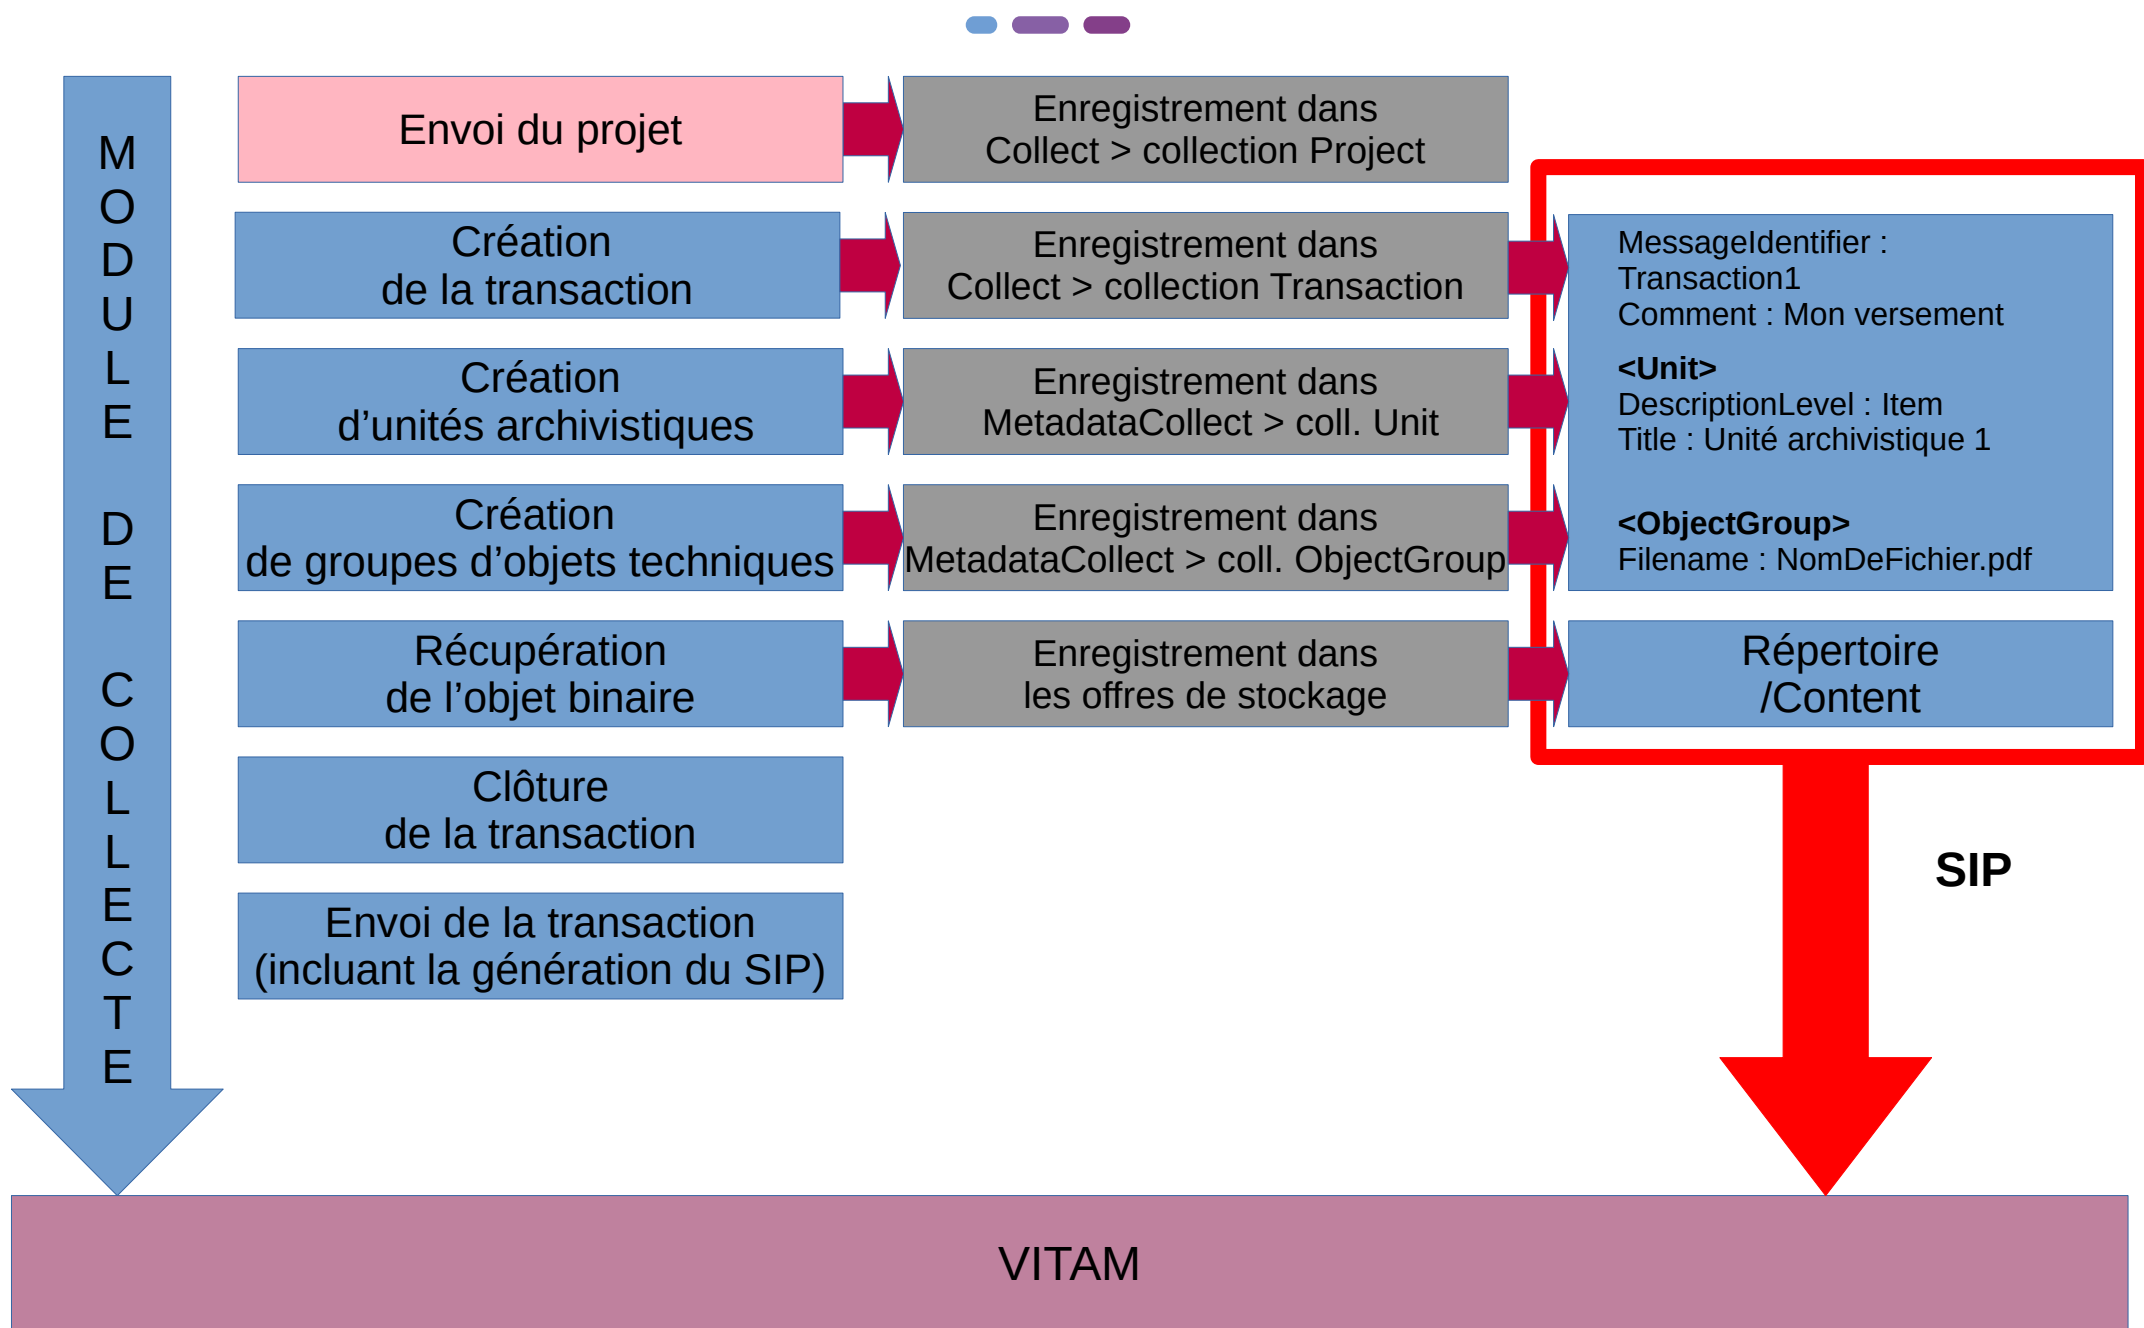 MODULE DE COLLECTE
Envoi du projet
Enregistrement dans
Collect > collection Project
Création
de la transaction
Enregistrement dans
Collect > collection Transaction
MessageIdentifier :
Transaction1
Comment : Mon versement
Création
d’unités archivistiques
Enregistrement dans
MetadataCollect > coll. Unit
<Unit>
DescriptionLevel : Item
Title : Unité archivistique 1
Création
de groupes d’objets techniques
Enregistrement dans
MetadataCollect > coll. ObjectGroup
<ObjectGroup>
Filename : NomDeFichier.pdf
Récupération
de l’objet binaire
Enregistrement dans
les offres de stockage
Répertoire
/Content
Clôture
de la transaction
Envoi de la transaction
(incluant la génération du SIP)
SIP
VITAM